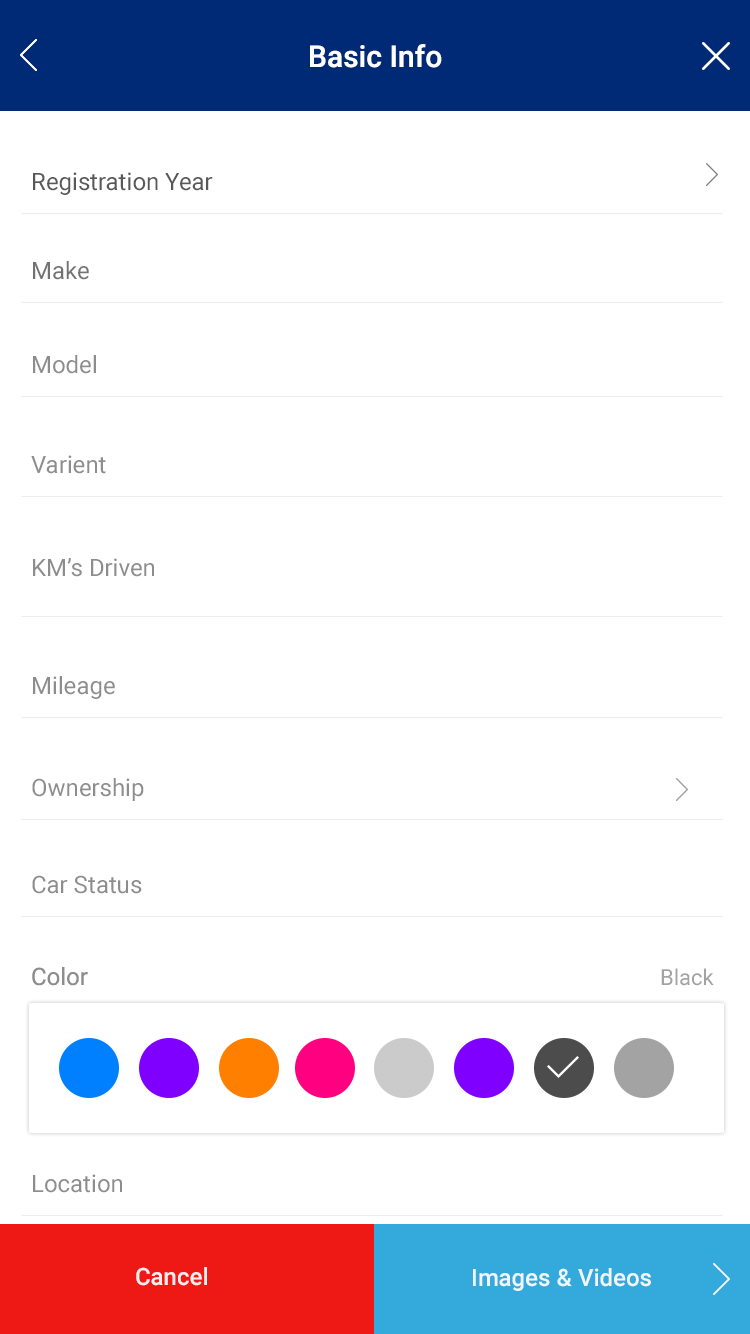 Basic Info
Registration Year
Make
Model
Varient
KM’s Driven
Mileage
Ownership
Car Status
Color
Black
Location
Cancel
Images & Videos